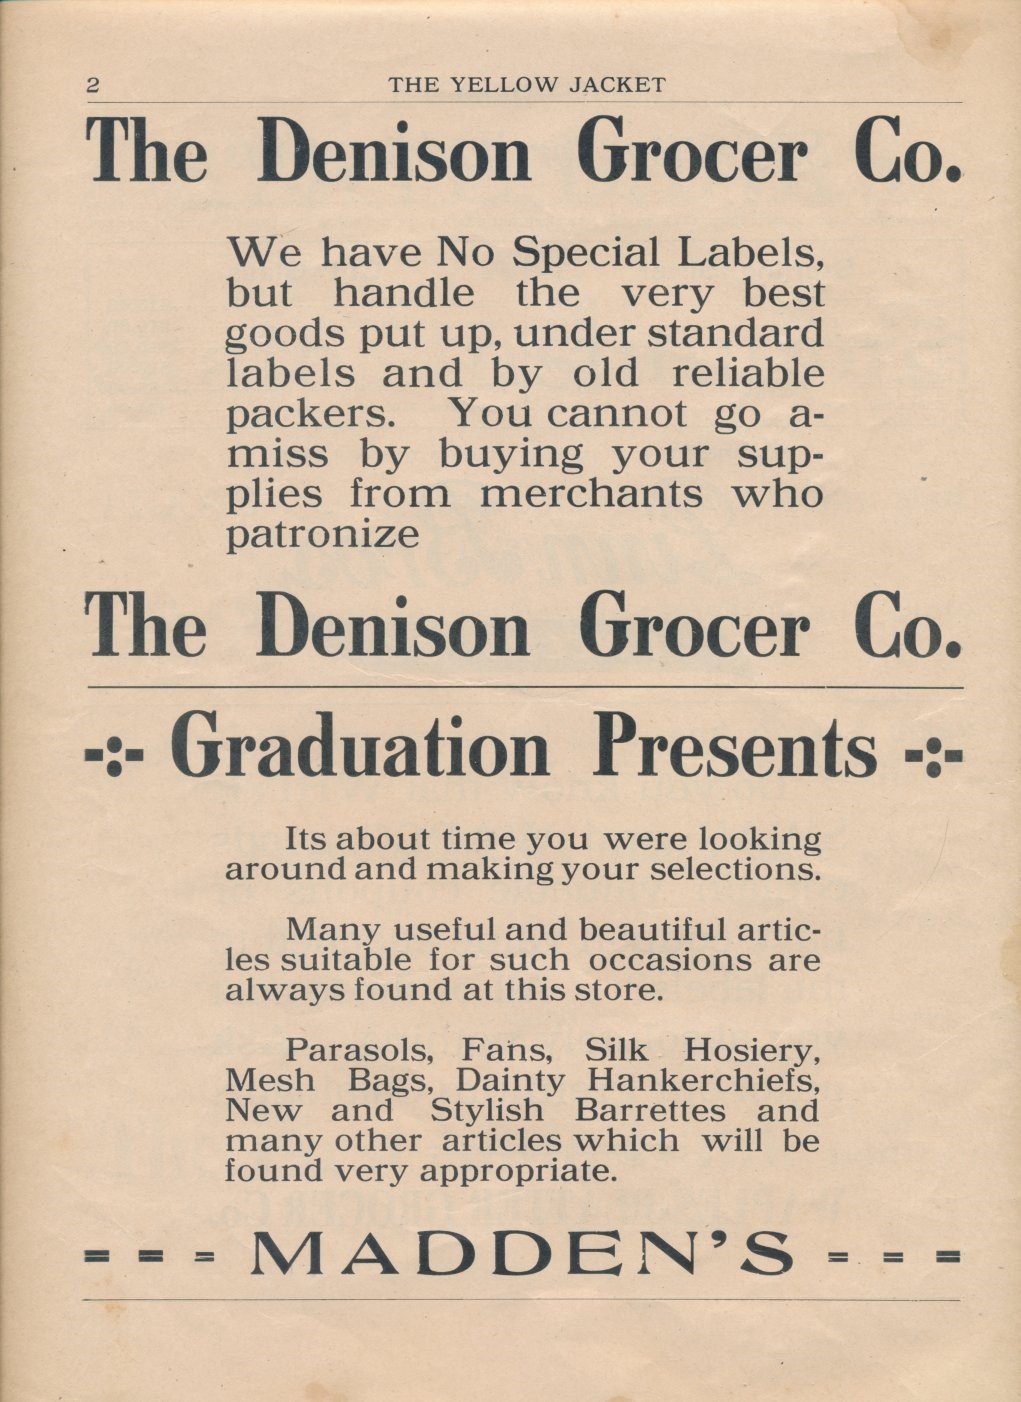 2
THE YELLOW JACKET
The Denison Grocer Co.
We have No Special Labels,
but handle the very best
goods put up, under standard
labels and by old reliable
packers. You cannot go a-
miss by buying your sup-
plies from merchants who
patronize
The Denison Grocer Co.
-:- Graduation Presents -:-
Its about time you were looking
around and making your selections.
Many useful and beautiful artic-
les suitable for such occasions are
always found at this store.
Parasols, Fans, Silk Hosiery,
Mesh Bags, Dainty Hankerchiefs,
New and Stylish Barrettes and
many other articles which will be
found very appropriate.
= = = MADDEN'S = = =